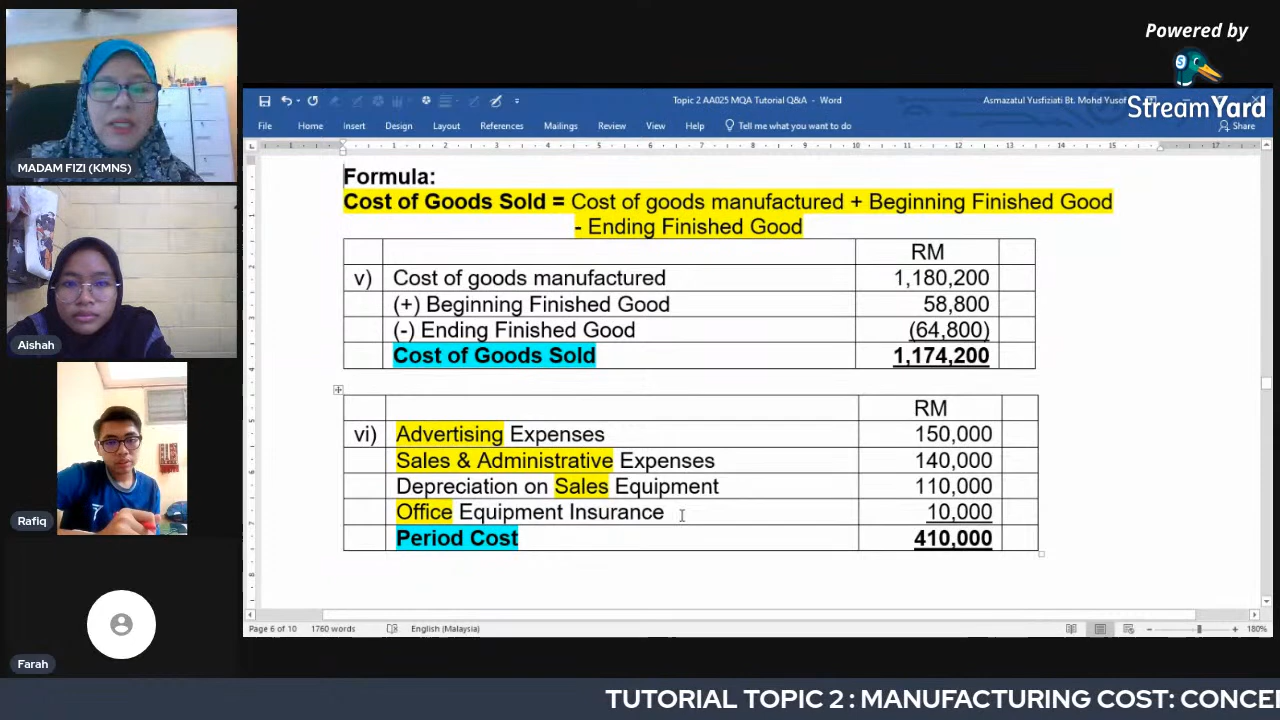 Powered by
StreamYard
MADAM FIZI (KMNS)
Aishah
Rafiq
Farah
Topic 2 AA025 MQA Tutorial Q&A - Word
Asmazatul Yusfiziati Bt. Mohd Yusof
File Home Insert Design Layout References Mailings Review View Help Tell me what you want to do
Share
Formula:
Cost of Goods Sold = Cost of goods manufactured + Beginning Finished Good
- Ending Finished Good
RM
v) Cost of goods manufactured 1,180,200
(+) Beginning Finished Good 58,800
(-) Ending Finished Good (64,800)
Cost of Goods Sold 1,174,200
RM
vi) Advertising Expenses 150,000
Sales & Administrative Expenses 140,000
Depreciation on Sales Equipment 110,000
Office Equipment Insurance 10,000
Period Cost 410,000
Page 6 of 10 1760 words English (Malaysia) 180%
TUTORIAL TOPIC 2 : MANUFACTURING COST: CONCE